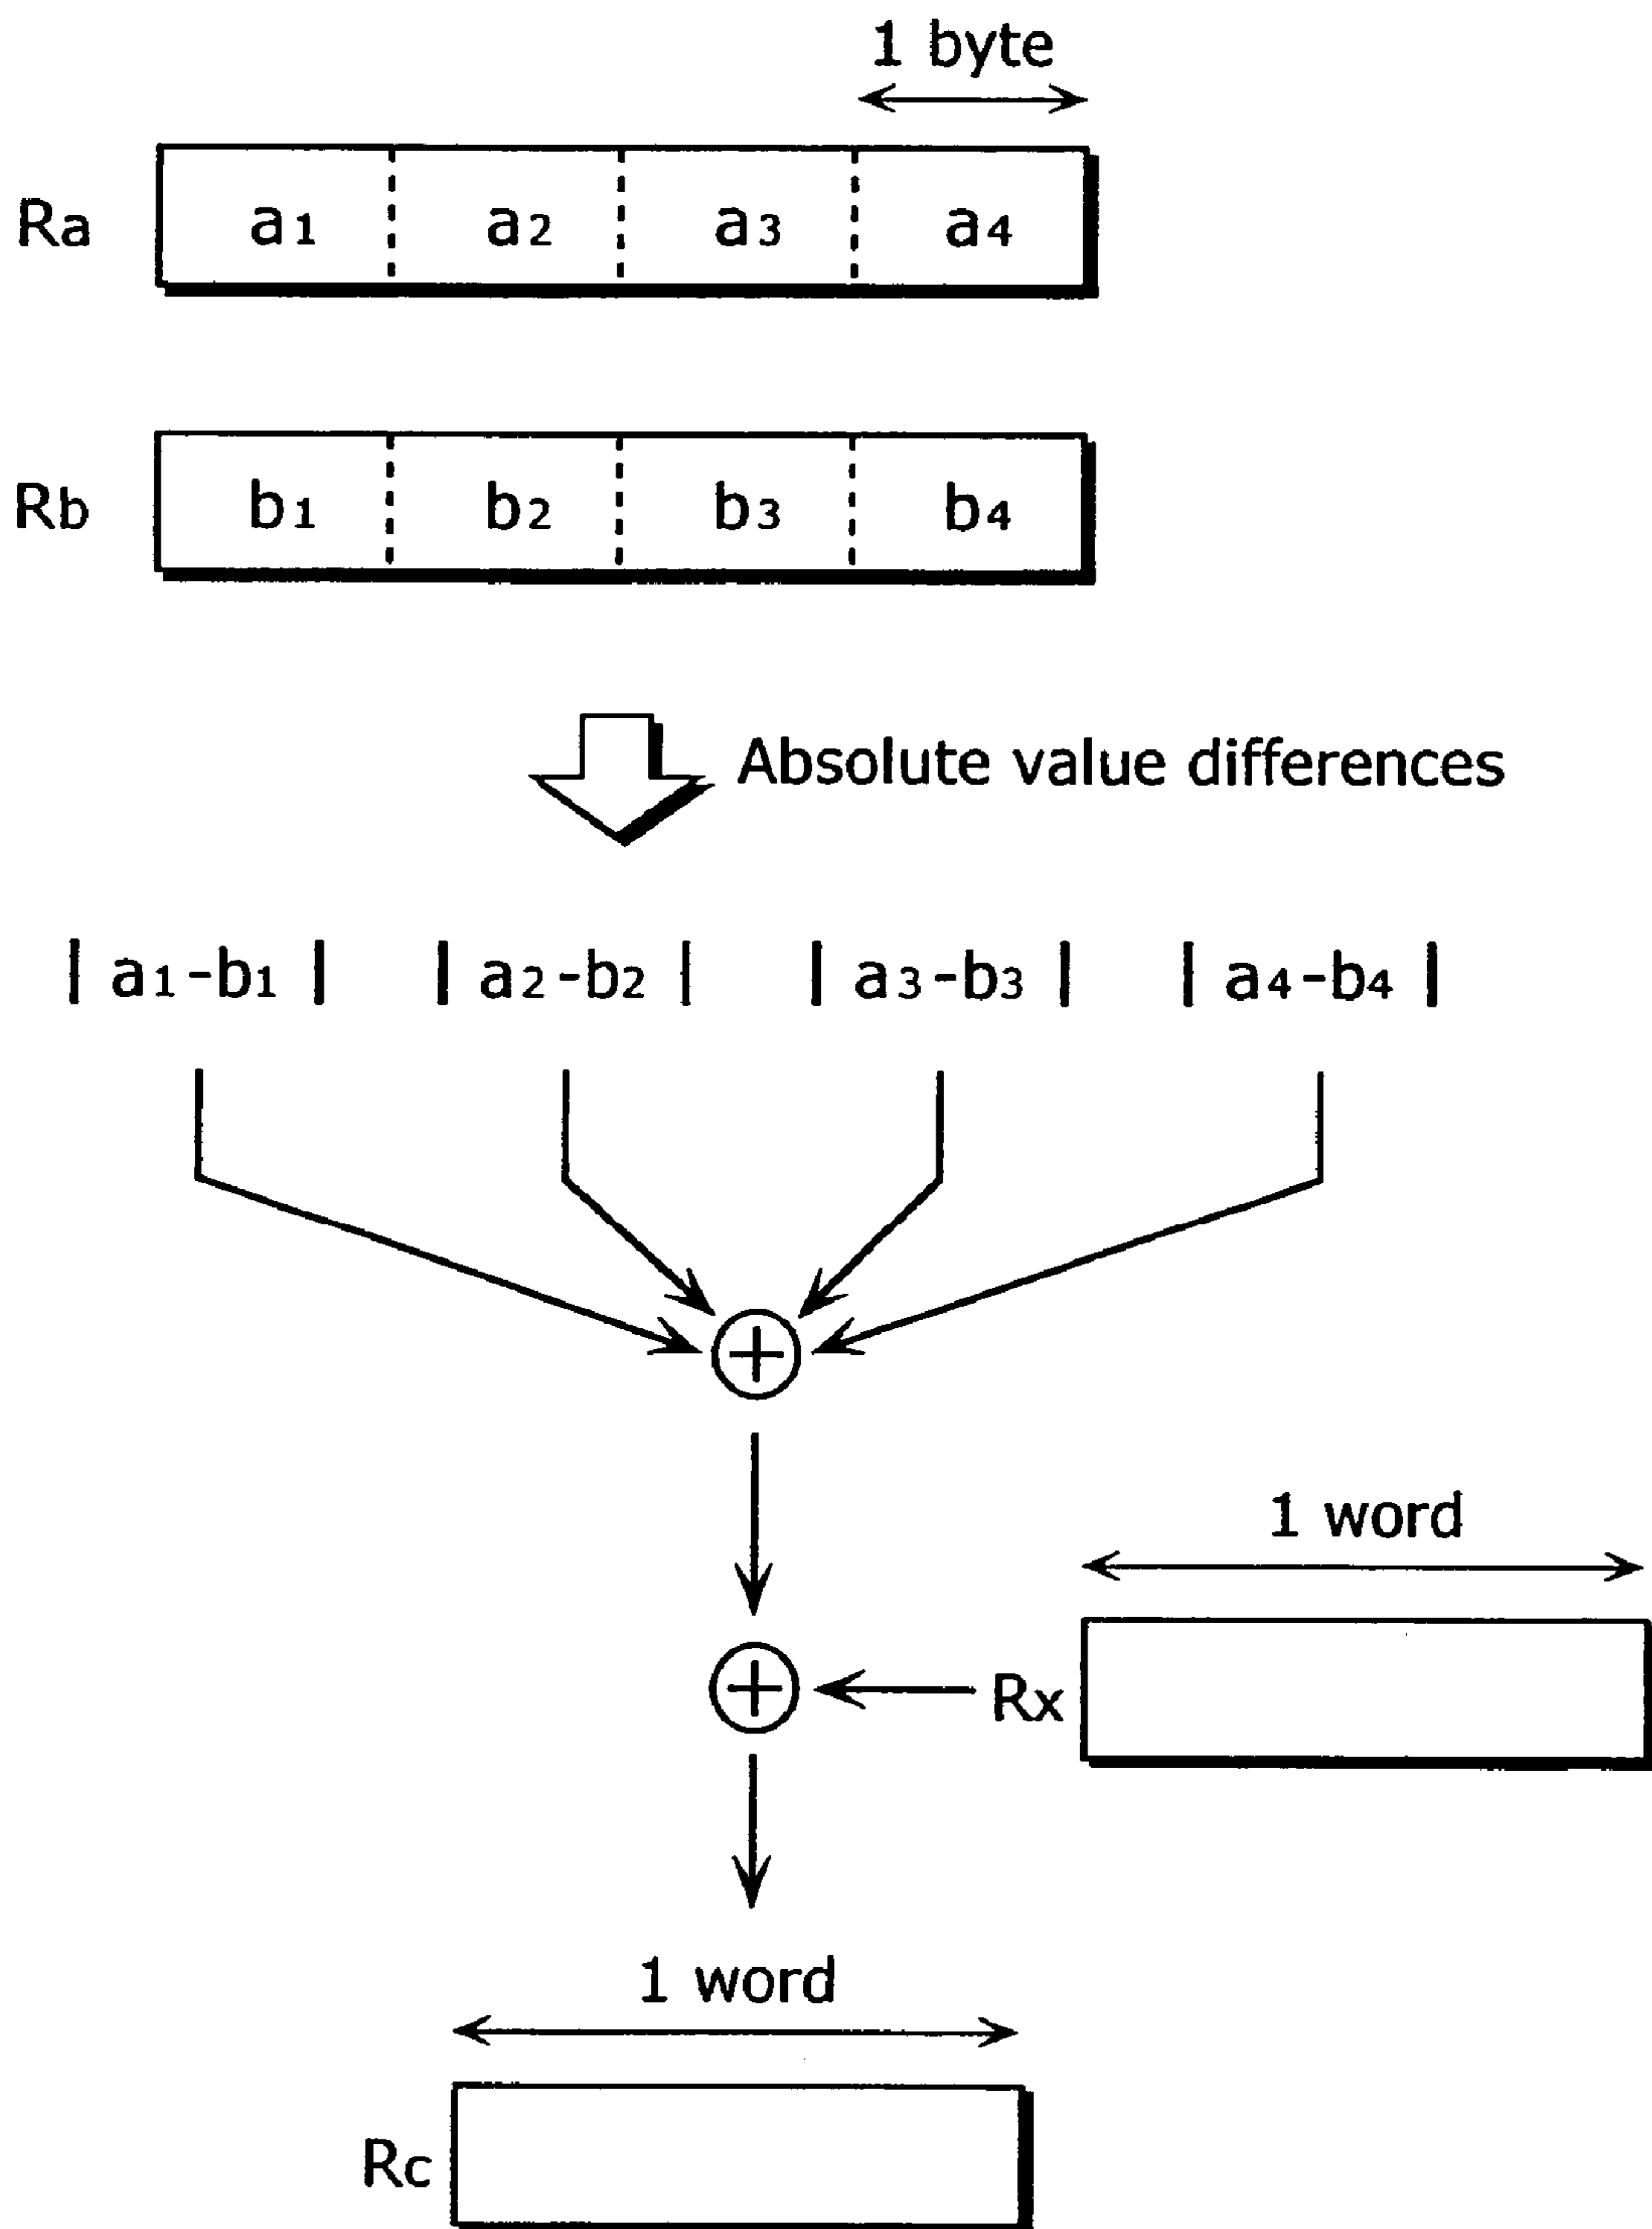 1 byte
Ra a1 a2 a3 a4
Rb b1 b2 b3 b4
Absolute value differences
| a1-b1 | | a2-b2 | | a3-b3 | | a4-b4 |
+
1 word
+ Rx
1 word
Rc